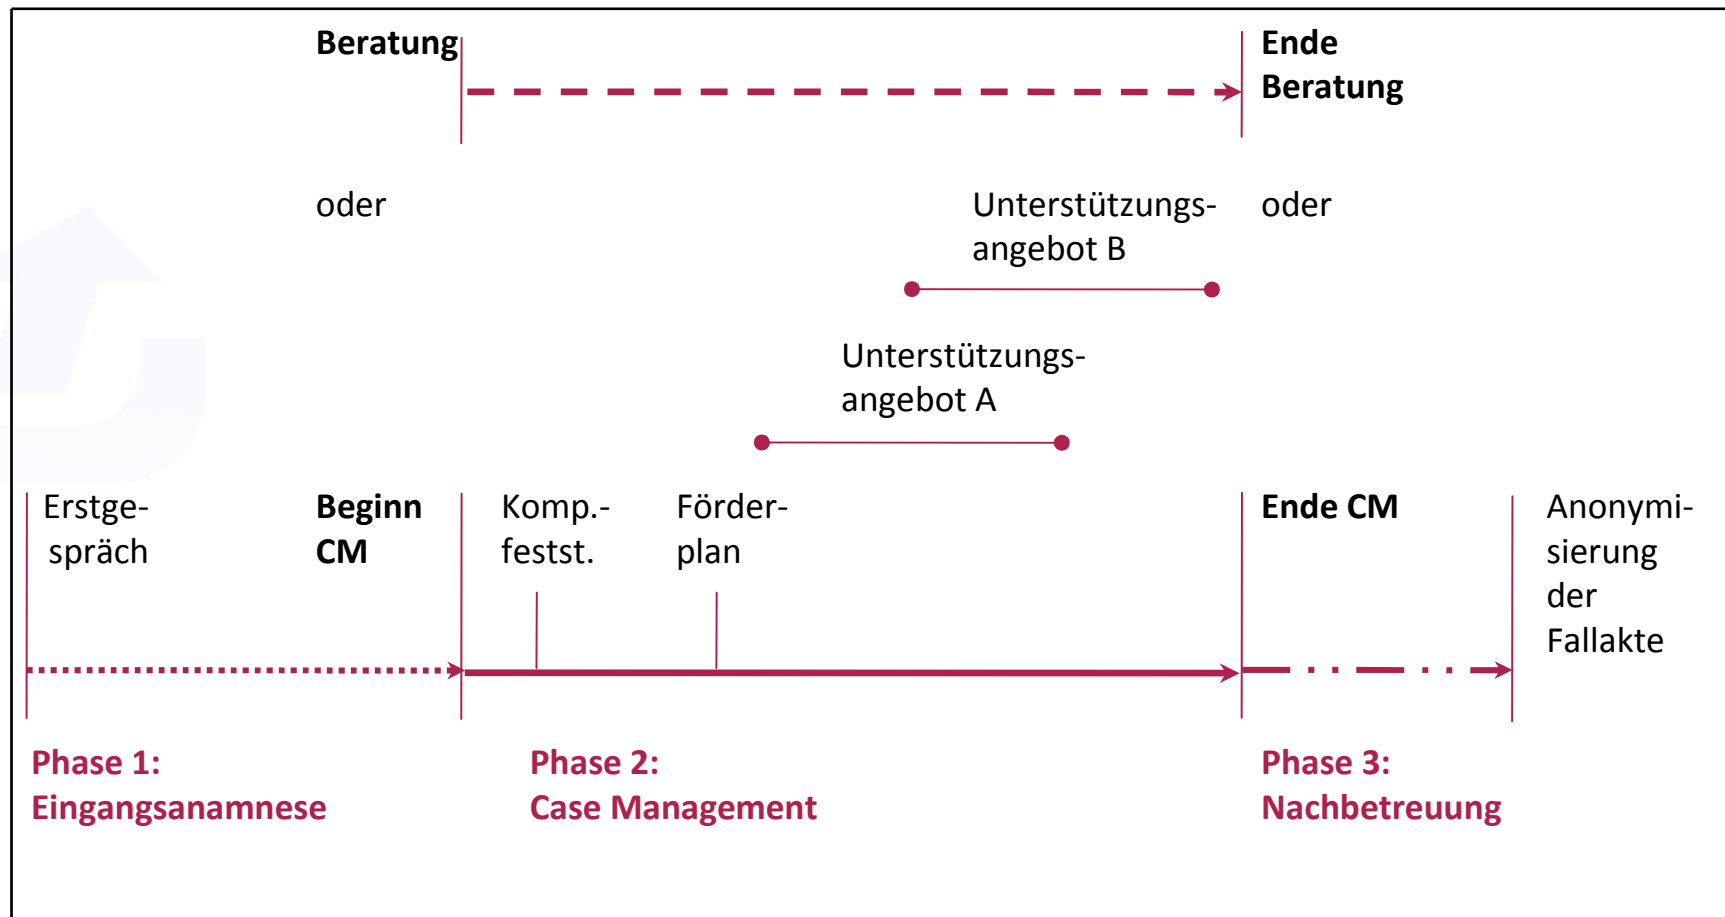 Beratung
Ende
Beratung
oder
Unterstützungs-
angebot B
oder
Unterstützungs-
angebot A
Erstge-
spräch
Beginn
CM
Komp.-
festst.
Förder-
plan
Ende CM
Anonymi-
sierung
der
Fallakte
Phase 1:
Eingangsanamnese
Phase 2:
Case Management
Phase 3:
Nachbetreuung